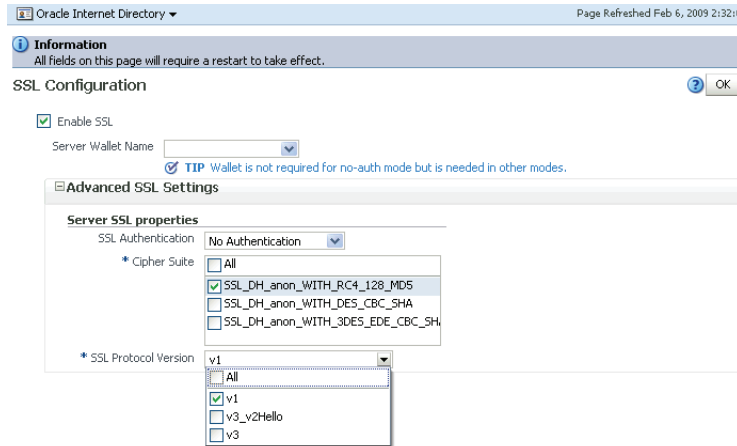 Oracle Internet Directory
Page Refreshed Feb 6, 2009 2:32:
Information
All fields on this page will require a restart to take effect.
SSL Configuration
OK
Enable SSL
Server Wallet Name
TIP Wallet is not required for no-auth mode but is needed in other modes.
Advanced SSL Settings
Server SSL properties
SSL Authentication No Authentication
* Cipher Suite All
SSL_DH_anon_WITH_RC4_128_MD5
SSL_DH_anon_WITH_DES_CBC_SHA
SSL_DH_anon_WITH_3DES_EDE_CBC_SH
* SSL Protocol Version v1
All
v1
v3_v2Hello
v3